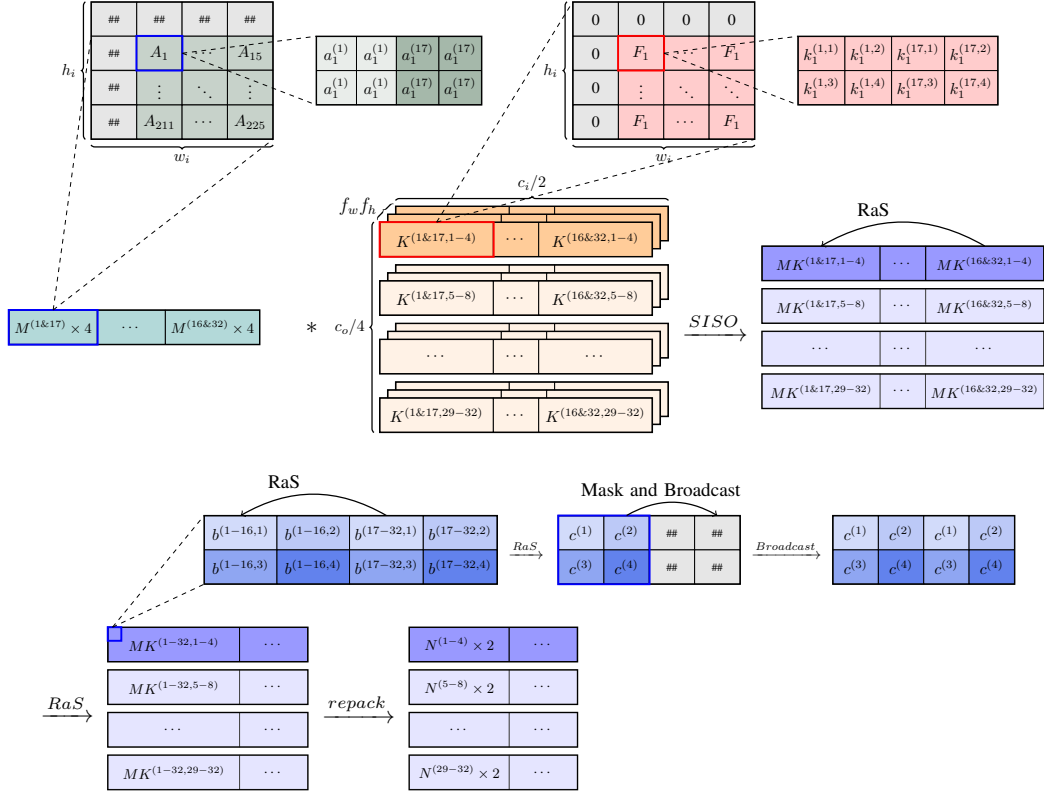 ## ## ## ##
## A_1 ⋯ A_15
## ⋮ ⋱ ⋮
## A_211 ⋯ A_225
h_i
w_i
a_1^(1) a_1^(1) a_1^(17) a_1^(17)
a_1^(1) a_1^(1) a_1^(17) a_1^(17)
0 0 0 0
0 F_1 ⋯ F_1
0 ⋮ ⋱ ⋱
0 F_1 ⋯ F_1
h_i
w_i
k_1^(1,1) k_1^(1,2) k_1^(17,1) k_1^(17,2)
k_1^(1,3) k_1^(1,4) k_1^(17,3) k_1^(17,4)
M^(1&17) × 4 ⋯ M^(16&32) × 4
*
c_i/2
f_w f_h
c_o/4
K^(1&17,1−4) ⋯ K^(16&32,1−4)
K^(1&17,5−8) ⋯ K^(16&32,5−8)
⋯ ⋯ ⋯
K^(1&17,29−32) ⋯ K^(16&32,29−32)
SISO
RaS
MK^(1&17,1−4) ⋯ MK^(16&32,1−4)
MK^(1&17,5−8) ⋯ MK^(16&32,5−8)
⋯ ⋯ ⋯
MK^(1&17,29−32) ⋯ MK^(16&32,29−32)
RaS
b^(1−16,1) b^(1−16,2) b^(17−32,1) b^(17−32,2)
b^(1−16,3) b^(1−16,4) b^(17−32,3) b^(17−32,4)
RaS
Mask and Broadcast
c^(1) c^(2) ## ##
c^(3) c^(4) ## ##
Broadcast
c^(1) c^(2) c^(1) c^(2)
c^(3) c^(4) c^(3) c^(4)
RaS
MK^(1−32,1−4) ⋯
MK^(1−32,5−8) ⋯
⋯ ⋯
MK^(1−32,29−32) ⋯
repack
N^(1−4) × 2 ⋯
N^(5−8) × 2 ⋯
⋯ ⋯
N^(29−32) × 2 ⋯